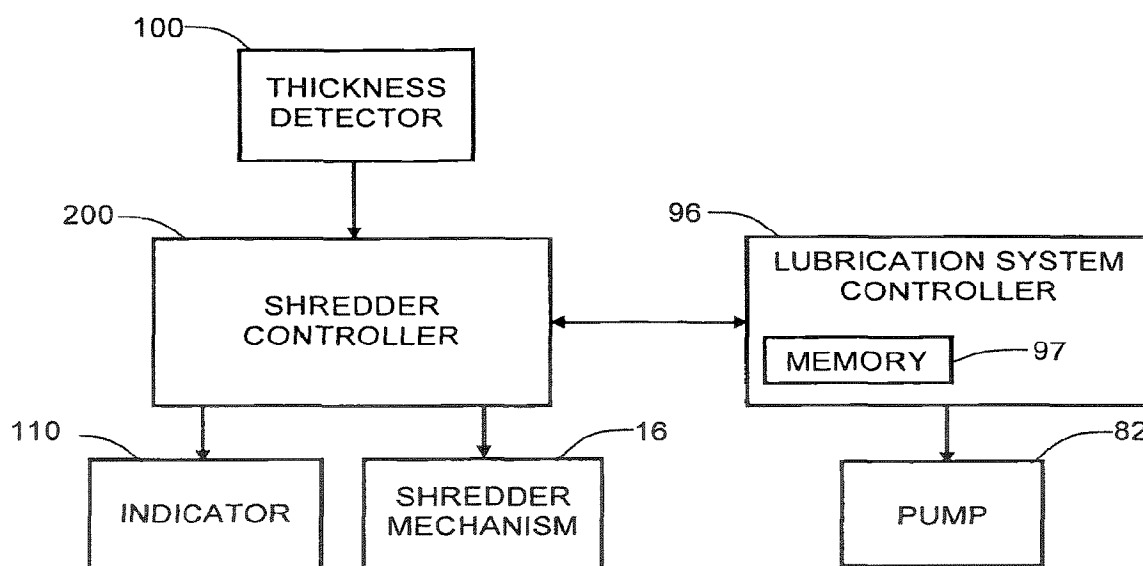 100
THICKNESS
DETECTOR
200
SHREDDER
CONTROLLER
96
LUBRICATION SYSTEM
CONTROLLER
MEMORY
97
110
INDICATOR
16
SHREDDER
MECHANISM
82
PUMP